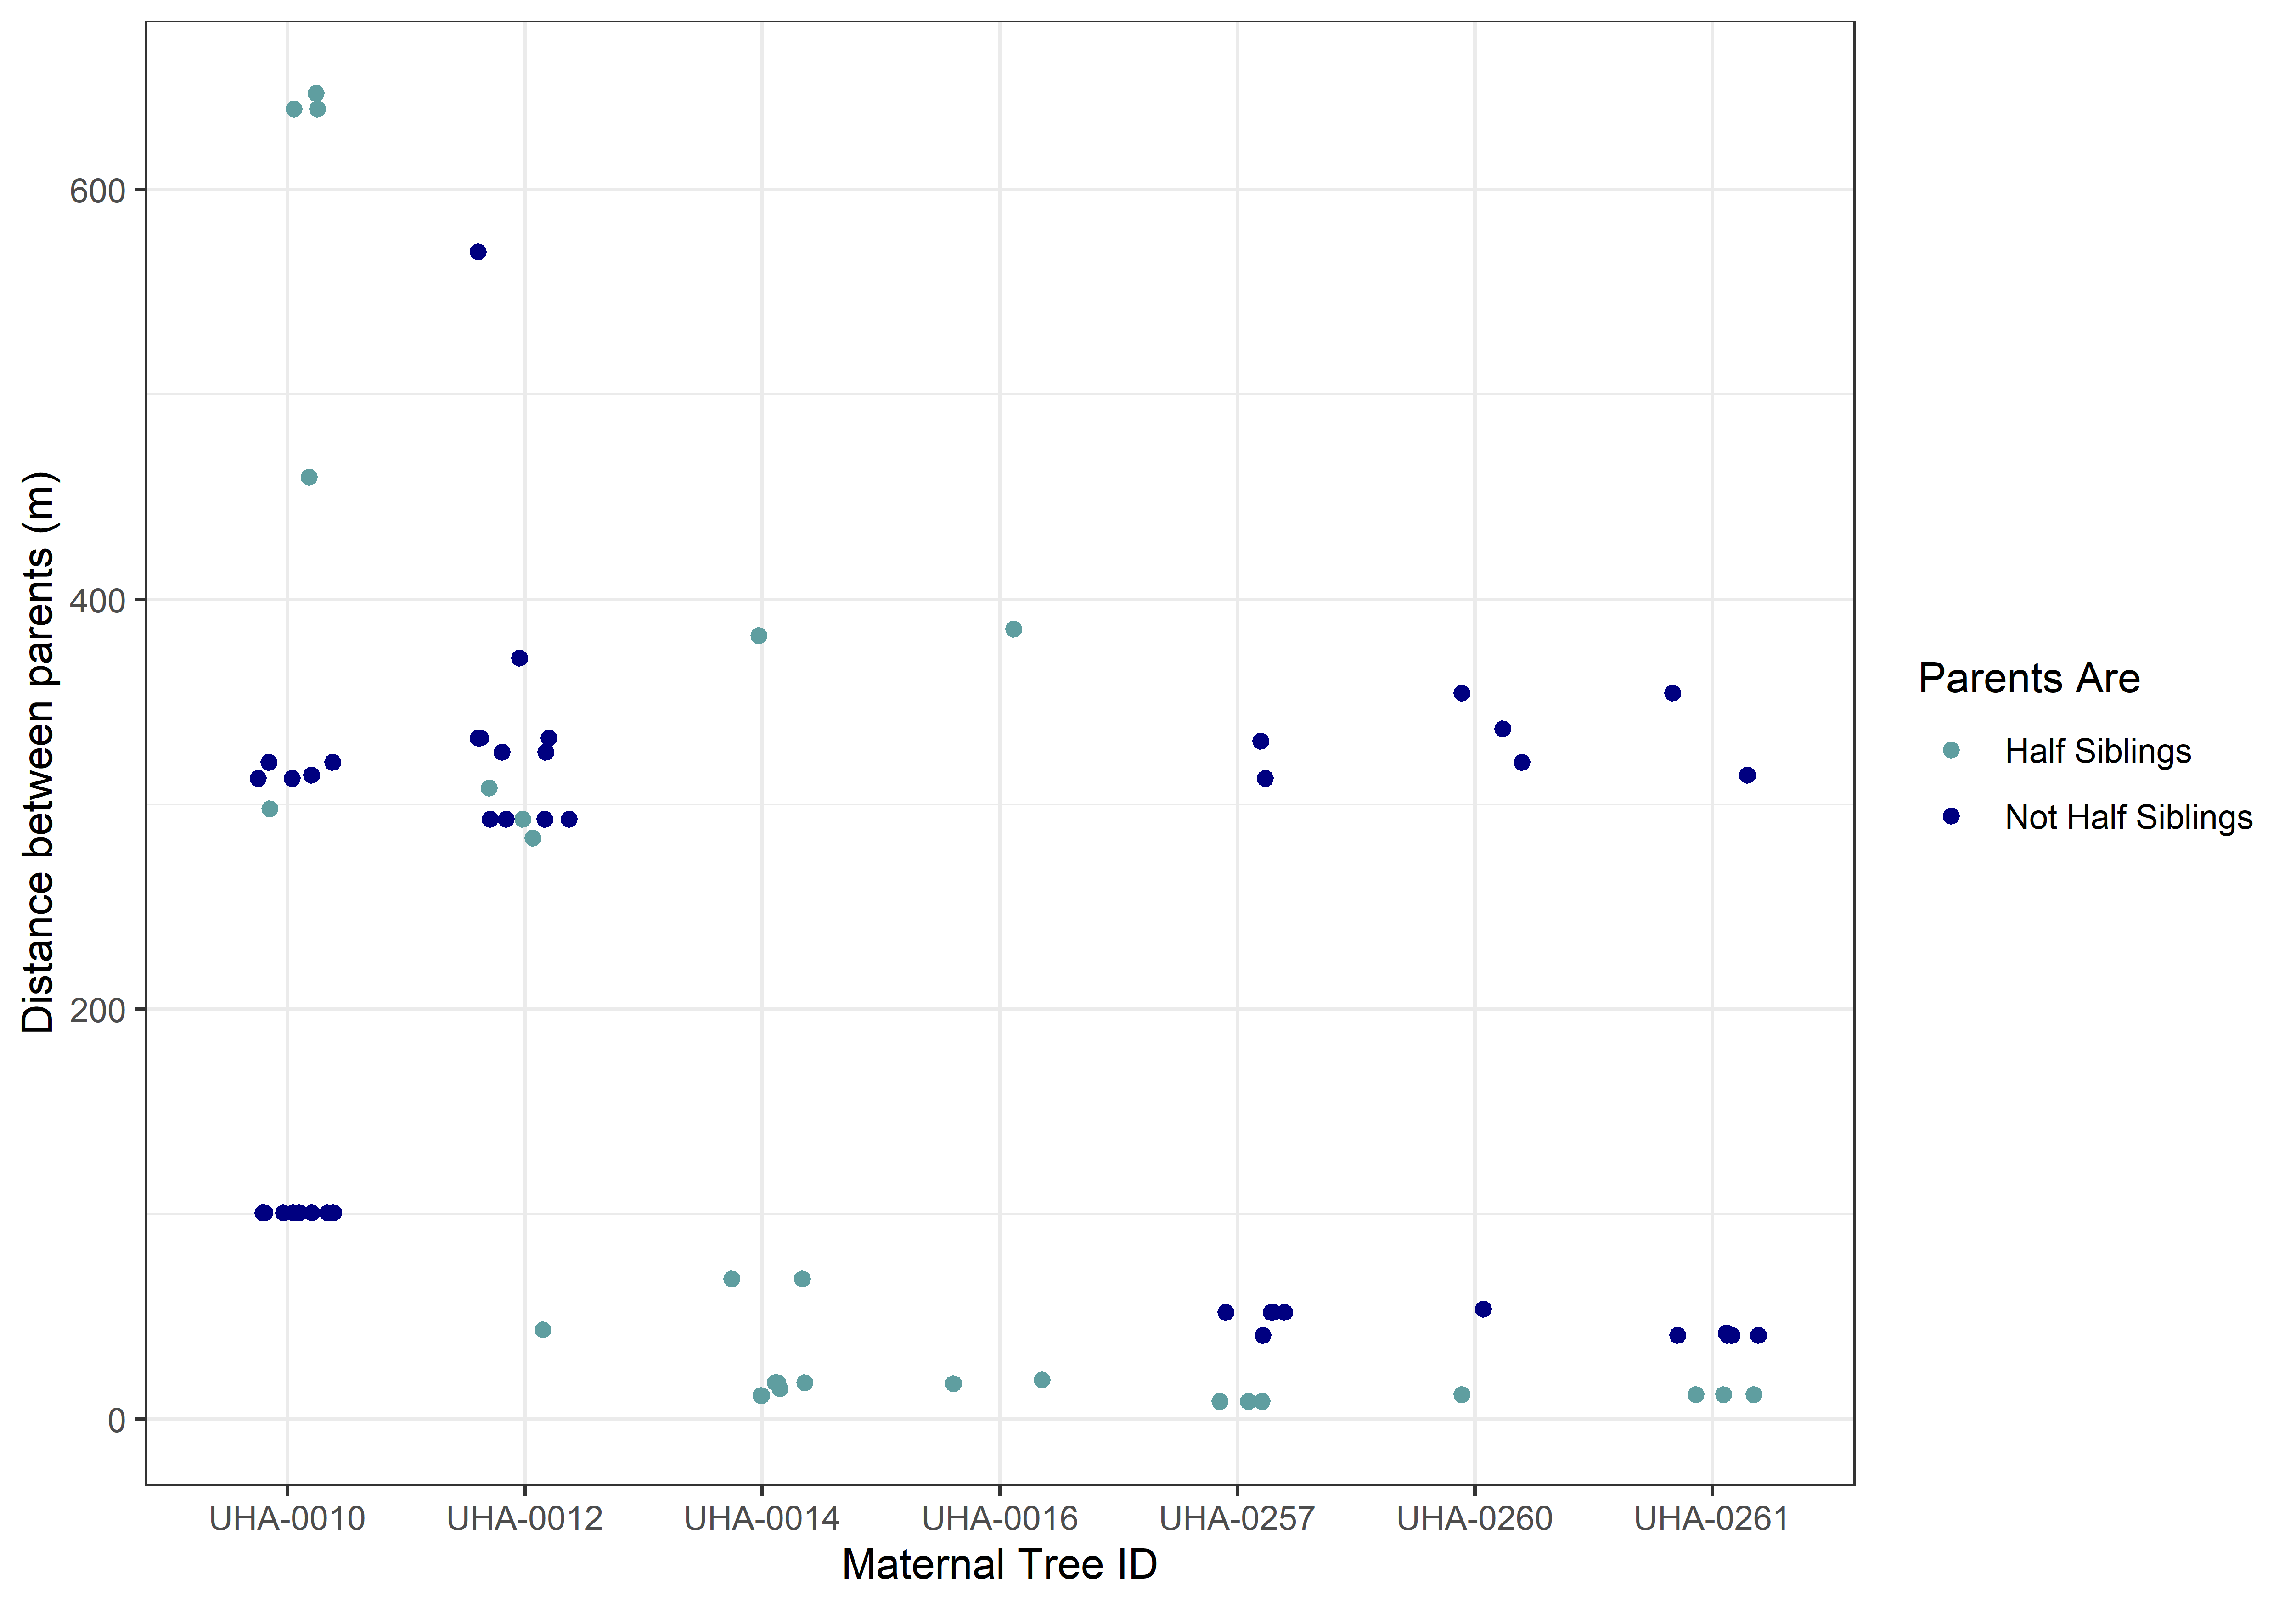 600
400
200
0
Distance between parents (m)
UHA-0010 UHA-0012 UHA-0014 UHA-0016 UHA-0257 UHA-0260 UHA-0261
Maternal Tree ID
Parents Are
Half Siblings
Not Half Siblings